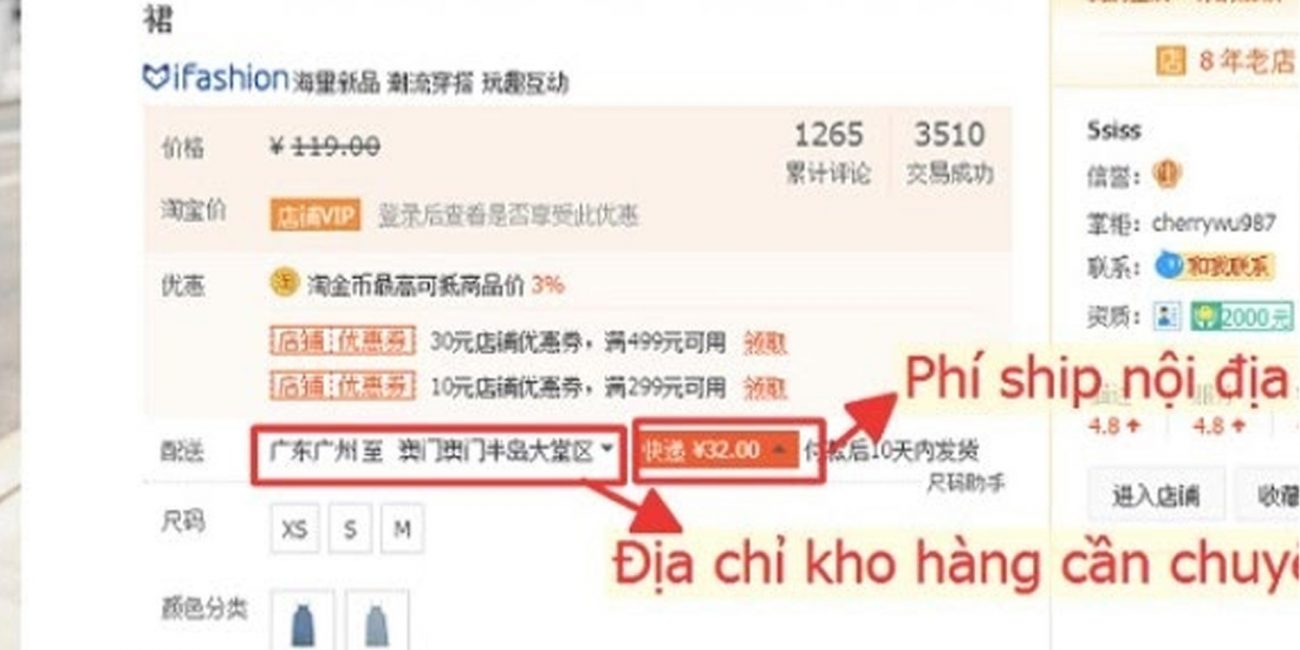 裙
ifashion 海量新品 潮流穿搭 玩趣互动
8年老店
价格 ¥ 119.00
1265 累计评论
3510 交易成功
淘宝价 店铺VIP 登录后查看是否享受此优惠
优惠 淘金币最高可抵商品价 3%
店铺优惠券 30元店铺优惠券，满499元可用 领取
店铺优惠券 10元店铺优惠券，满299元可用 领取
Phí ship nội địa
配送 广东广州 至 澳门澳门半岛大堂区 快递 ¥32.00 付款后10天内发货
尺码助手
Địa chỉ kho hàng cần
尺码 XS S M
颜色分类
5siss
信誉：
掌柜：cherrywu987
联系：和我联系
资质：2000元
4.8 4.8
进入店铺